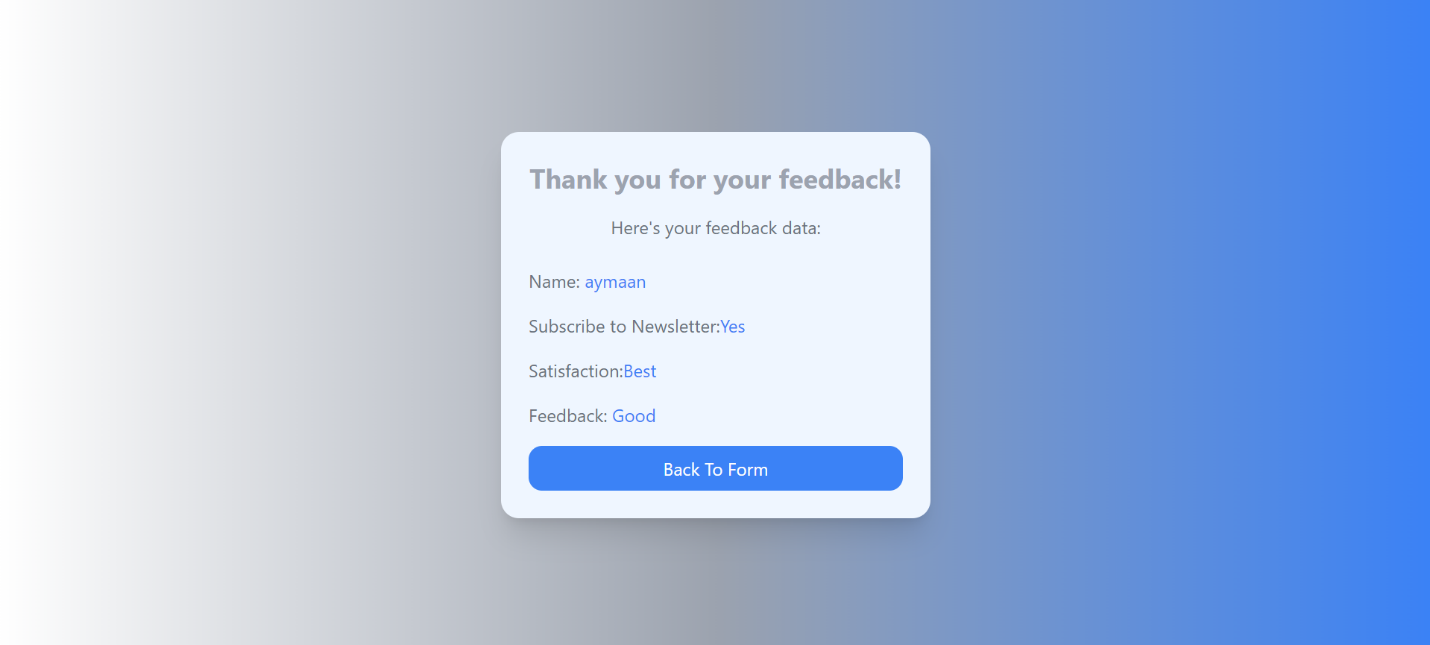 Thank you for your feedback!
Here's your feedback data:
Name: aymaan
Subscribe to Newsletter:Yes
Satisfaction:Best
Feedback: Good
Back To Form